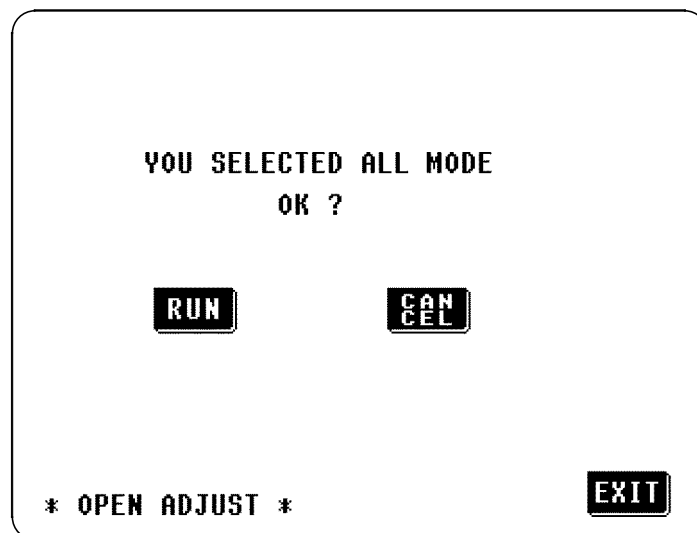 YOU SELECTED ALL MODE
OK ?
RUN
CAN
CEL
* OPEN ADJUST *
EXIT